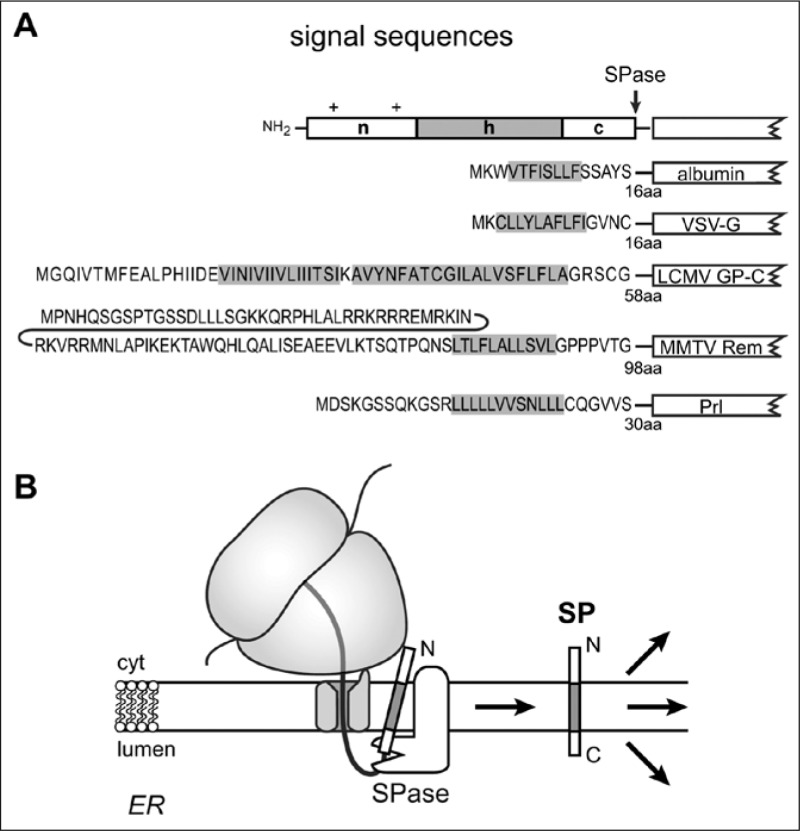 A
signal sequences
SPase
+ +
NH2 n h c
MKWVTFISLLFSSAYS albumin
16aa
MKCLLYLAFLFIGVNC VSV-G
16aa
MGQIVTMFEALPHIIDEVINIVIIVLIIITSIKAVYNFATCGILALVSFLFLAGRSCG LCMV GP-C
58aa
MPNHQSGSPTGSSDLLLSGKKQRPHLALRRKRRREMRKIN
RKVRRMNLAPIKEKTAWQHLQALISEAEEVLKTSQTPQNSLTLFLALLSVLGPPPVTG MMTV Rem
98aa
MDSKGSSQKGSRLLLLLVVSNLLLCQGVVS Prl
30aa
B
SP
N N
cyt
lumen
C
SPase
ER